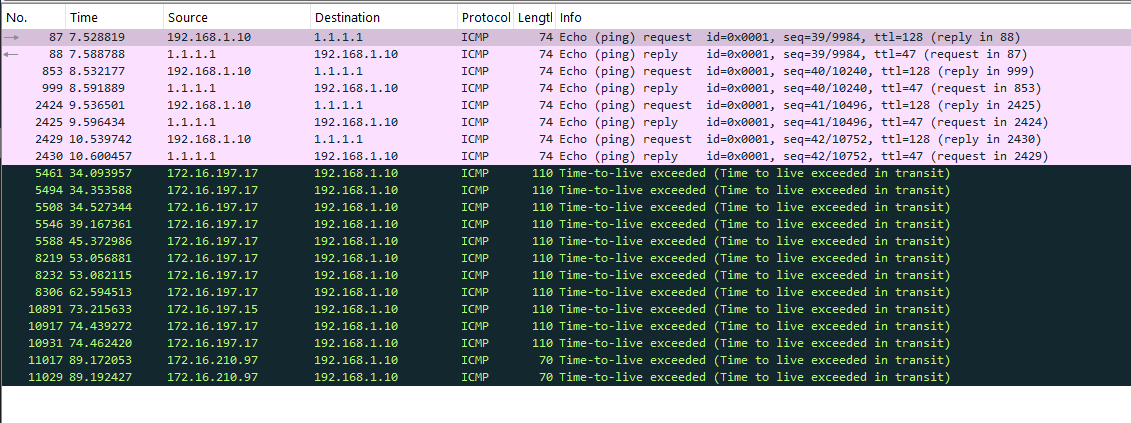 No. Time Source Destination Protocol Lengtl Info
87 7.528819 192.168.1.10 1.1.1.1 ICMP 74 Echo (ping) request id=0x0001, seq=39/9984, ttl=128 (reply in 88)
88 7.588788 1.1.1.1 192.168.1.10 ICMP 74 Echo (ping) reply id=0x0001, seq=39/9984, ttl=47 (request in 87)
853 8.532177 192.168.1.10 1.1.1.1 ICMP 74 Echo (ping) request id=0x0001, seq=40/10240, ttl=128 (reply in 999)
999 8.591889 1.1.1.1 192.168.1.10 ICMP 74 Echo (ping) reply id=0x0001, seq=40/10240, ttl=47 (request in 853)
2424 9.536501 192.168.1.10 1.1.1.1 ICMP 74 Echo (ping) request id=0x0001, seq=41/10496, ttl=128 (reply in 2425)
2425 9.596434 1.1.1.1 192.168.1.10 ICMP 74 Echo (ping) reply id=0x0001, seq=41/10496, ttl=47 (request in 2424)
2429 10.539742 192.168.1.10 1.1.1.1 ICMP 74 Echo (ping) request id=0x0001, seq=42/10752, ttl=128 (reply in 2430)
2430 10.600457 1.1.1.1 192.168.1.10 ICMP 74 Echo (ping) reply id=0x0001, seq=42/10752, ttl=47 (request in 2429)
5461 34.093957 172.16.197.17 192.168.1.10 ICMP 110 Time-to-live exceeded (Time to live exceeded in transit)
5494 34.353588 172.16.197.17 192.168.1.10 ICMP 110 Time-to-live exceeded (Time to live exceeded in transit)
5508 34.527344 172.16.197.17 192.168.1.10 ICMP 110 Time-to-live exceeded (Time to live exceeded in transit)
5546 39.167361 172.16.197.17 192.168.1.10 ICMP 110 Time-to-live exceeded (Time to live exceeded in transit)
5588 45.372986 172.16.197.17 192.168.1.10 ICMP 110 Time-to-live exceeded (Time to live exceeded in transit)
8219 53.056881 172.16.197.17 192.168.1.10 ICMP 110 Time-to-live exceeded (Time to live exceeded in transit)
8232 53.082115 172.16.197.17 192.168.1.10 ICMP 110 Time-to-live exceeded (Time to live exceeded in transit)
8306 62.594513 172.16.197.17 192.168.1.10 ICMP 110 Time-to-live exceeded (Time to live exceeded in transit)
10891 73.215633 172.16.197.15 192.168.1.10 ICMP 110 Time-to-live exceeded (Time to live exceeded in transit)
10917 74.439272 172.16.197.17 192.168.1.10 ICMP 110 Time-to-live exceeded (Time to live exceeded in transit)
10931 74.462420 172.16.197.17 192.168.1.10 ICMP 110 Time-to-live exceeded (Time to live exceeded in transit)
11017 89.172053 172.16.210.97 192.168.1.10 ICMP 70 Time-to-live exceeded (Time to live exceeded in transit)
11029 89.192427 172.16.210.97 192.168.1.10 ICMP 70 Time-to-live exceeded (Time to live exceeded in transit)